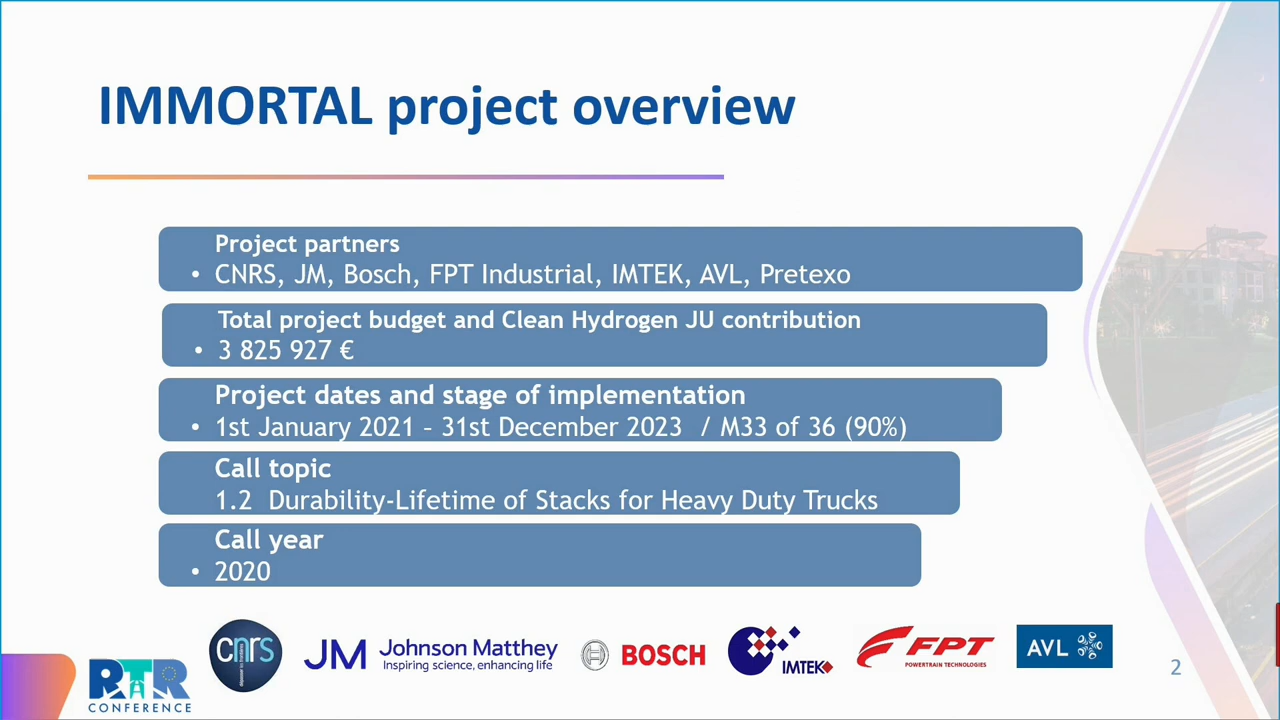 IMMORTAL project overview
Project partners
• CNRS, JM, Bosch, FPT Industrial, IMTEK, AVL, Pretexo
Total project budget and Clean Hydrogen JU contribution
• 3 825 927 €
Project dates and stage of implementation
• 1st January 2021 – 31st December 2023 / M33 of 36 (90%)
Call topic
1.2 Durability-Lifetime of Stacks for Heavy Duty Trucks
Call year
• 2020
RTR
CONFERENCE
cnrs
JM Johnson Matthey
Inspiring science, enhancing life
BOSCH
IMTEK
FPT
POWERTRAIN TECHNOLOGIES
AVL
2